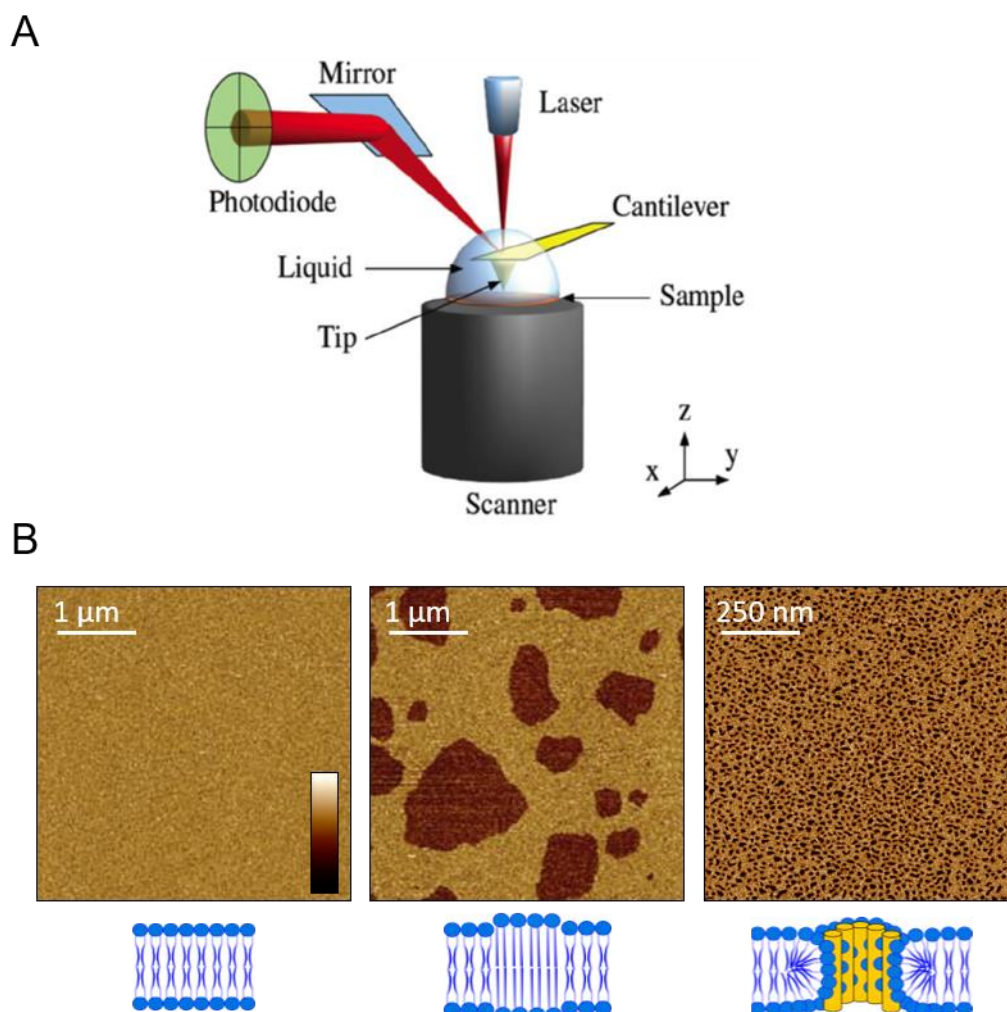 A
Mirror
Laser
Photodiode
Cantilever
Liquid
Sample
Tip
z
x
y
Scanner
B
1 µm
1 µm
250 nm